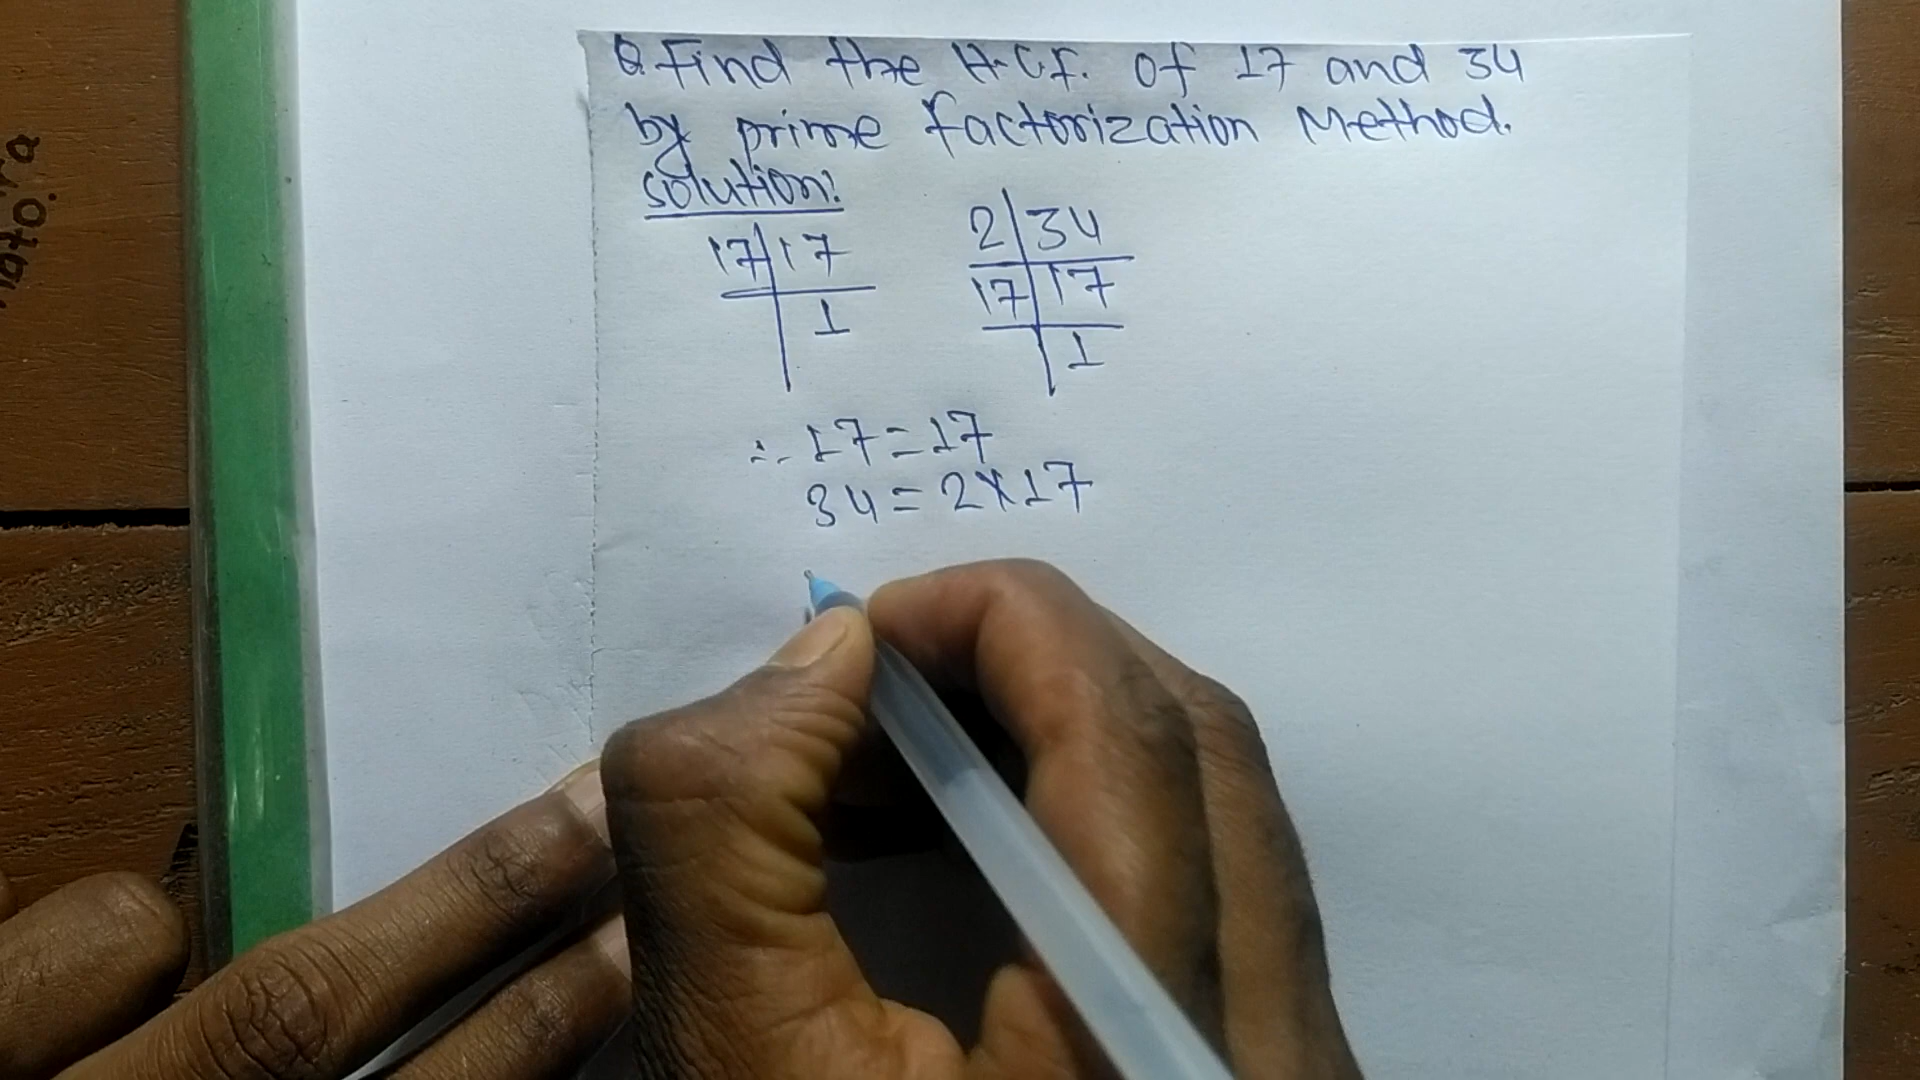 Q Find the H.C.F. of 17 and 34
by prime factorization Method.
solution:
17 | 17
1
2 | 34
17 | 17
1
∴ 17 = 17
34 = 2 × 17